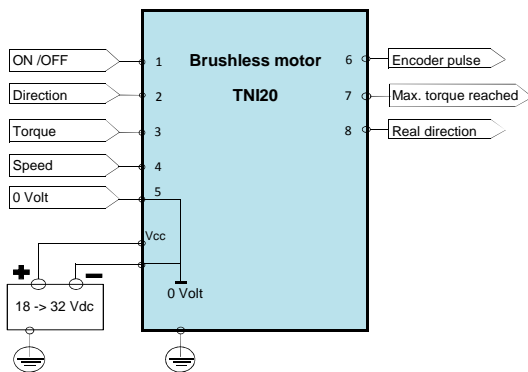 ON /OFF
Direction
Torque
Speed
0 Volt
1
2
3
4
5
Vcc
Brushless motor
TNI20
6
7
8
Encoder pulse
Max. torque reached
Real direction
0 Volt
+
−
18 -> 32 Vdc